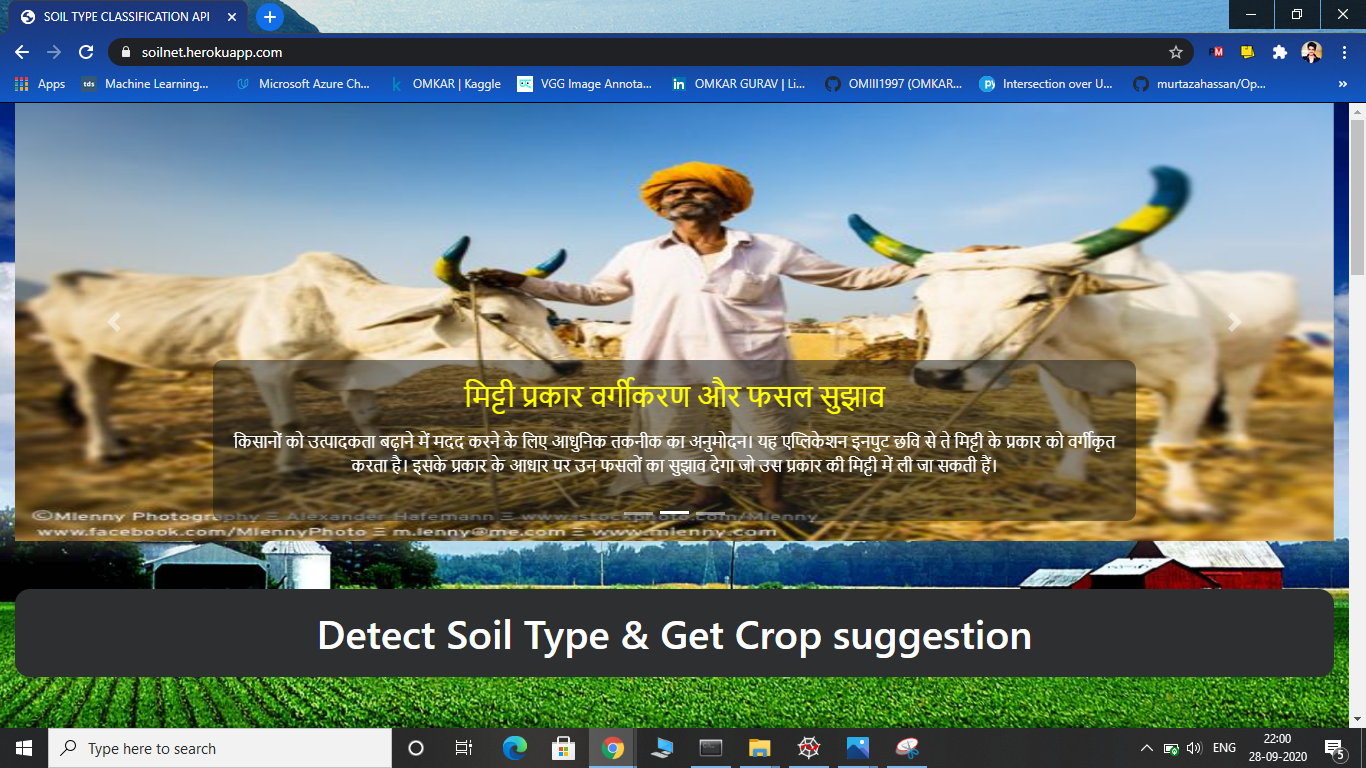 SOIL TYPE CLASSIFICATION API
soilnet.herokuapp.com
Apps
Machine Learning...
Microsoft Azure Ch...
OMKAR | Kaggle
VGG Image Annota...
OMKAR GURAV | Li...
OMIII1997 (OMKAR...
Intersection over U...
murtazahassan/Op...
मिट्टी प्रकार वर्गीकरण और फसल सुझाव
किसानों को उत्पादकता बढ़ाने में मदद करने के लिए आधुनिक तकनीक का अनुमोदन। यह एप्लिकेशन इनपुट छवि से ते मिट्टी के प्रकार को वर्गीकृत
करता है। इसके प्रकार के आधार पर उन फसलों का सुझाव देगा जो उस प्रकार की मिट्टी में ली जा सकती हैं।
©Mlenny Photography Ξ Alexander Hafemann Ξ www.istockphoto.com/Mlenny
www.facebook.com/MlennyPhoto Ξ m.lenny@me.com Ξ www.mlenny.com
Detect Soil Type & Get Crop suggestion
Type here to search
ENG
22:00
28-09-2020
5